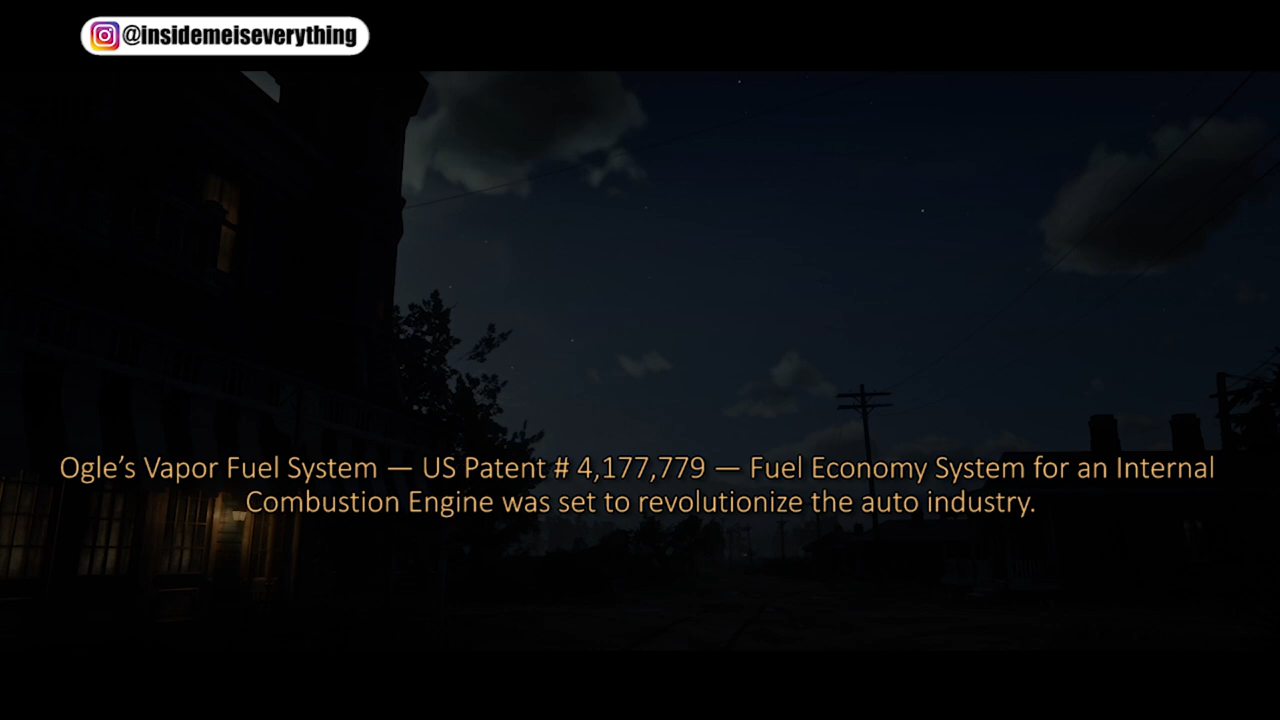 @insidemeiseverything
Ogle’s Vapor Fuel System — US Patent # 4,177,779 — Fuel Economy System for an Internal
Combustion Engine was set to revolutionize the auto industry.